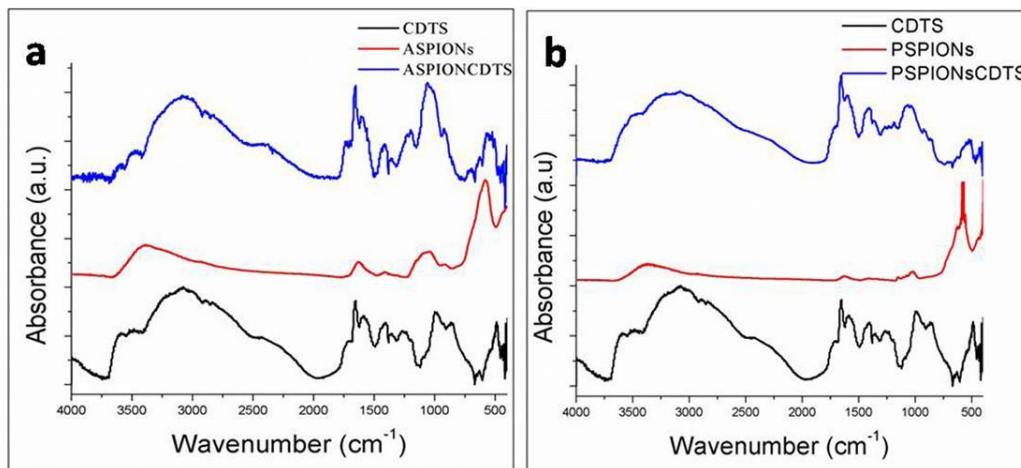 a
CDTS
ASPIONs
ASPIONCDTS
Absorbance (a.u.)
4000 3500 3000 2500 2000 1500 1000 500
Wavenumber (cm⁻¹)
b
CDTS
PSPIONs
PSPIONsCDTS
Absorbance (a.u.)
4000 3500 3000 2500 2000 1500 1000 500
Wavenumber (cm⁻¹)